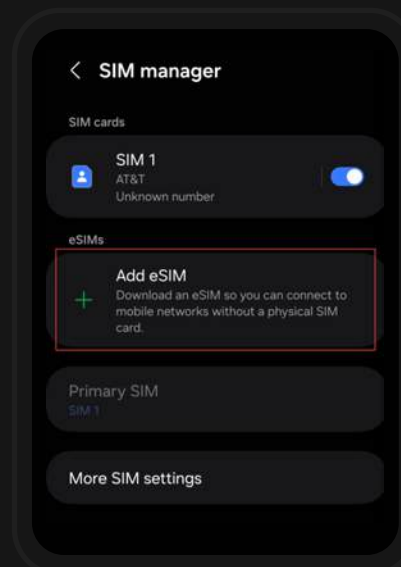 SIM manager
SIM cards
SIM 1
AT&T
Unknown number
eSIMs
Add eSIM
Download an eSIM so you can connect to
mobile networks without a physical SIM
card.
Primary SIM
SIM 1
More SIM settings